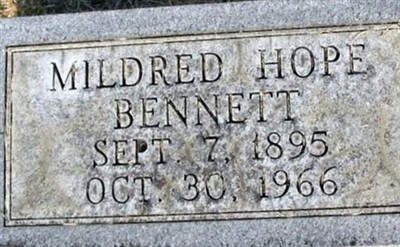 MILDRED HOPE
BENNETT
SEPT. 7, 1895
OCT. 30, 1966